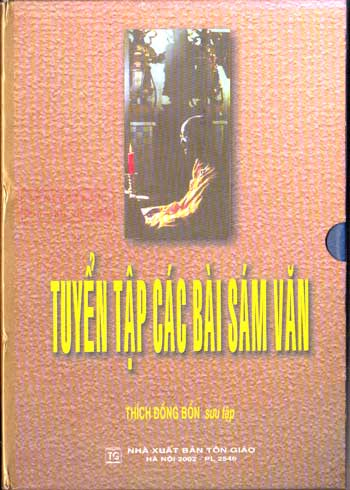 TUYỂN TẬP CÁC BÀI SÁM VĂN
THÍCH ĐỒNG BỔN sưu tập
TG
NHÀ XUẤT BẢN TÔN GIÁO
HÀ NỘI 2002 - PL 2546